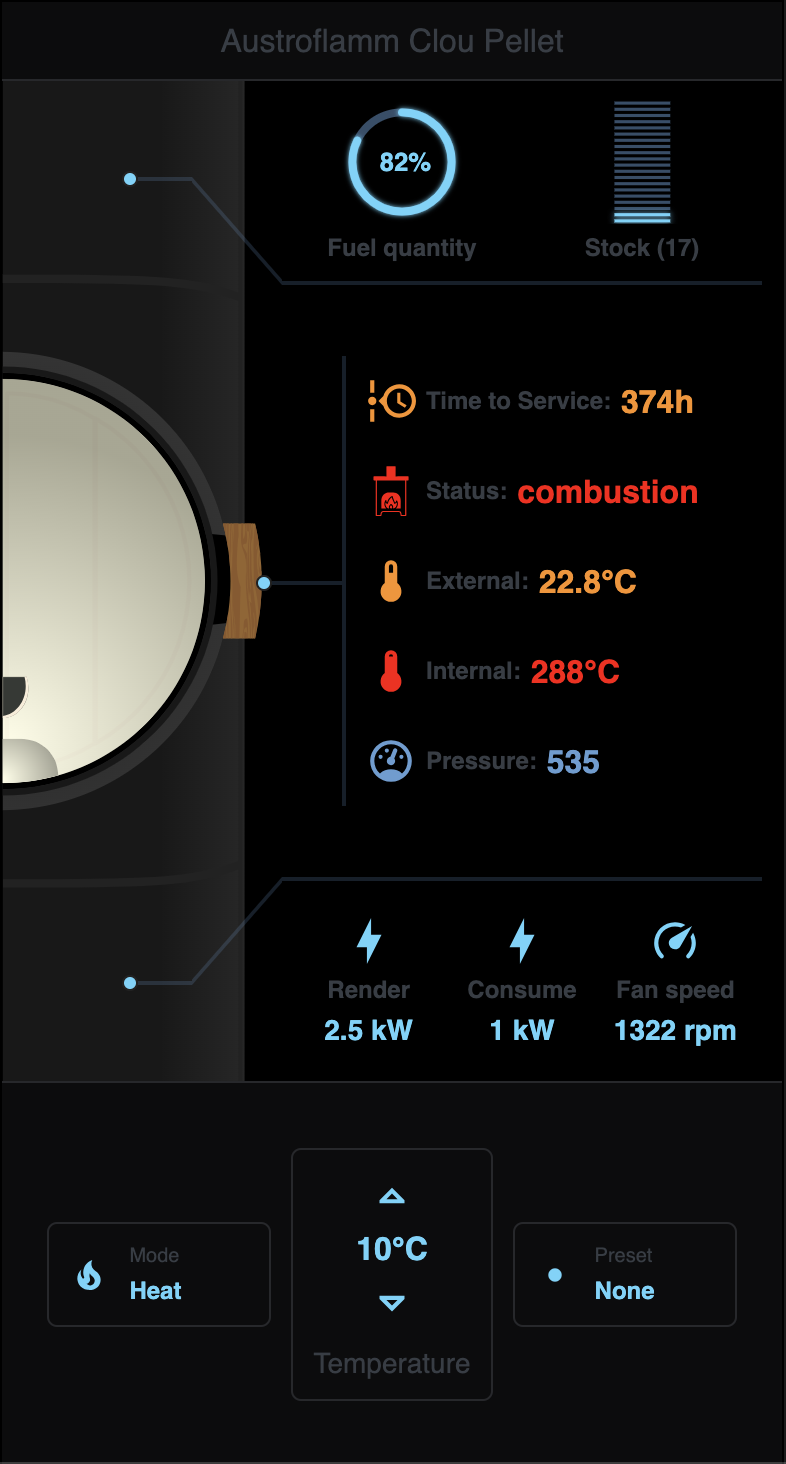 Austroflamm Clou Pellet
82%
Fuel quantity
Stock (17)
Time to Service: 374h
Status: combustion
External: 22.8°C
Internal: 288°C
Pressure: 535
Render
Consume
Fan speed
2.5 kW
1 kW
1322 rpm
Mode
Heat
10°C
Temperature
Preset
None